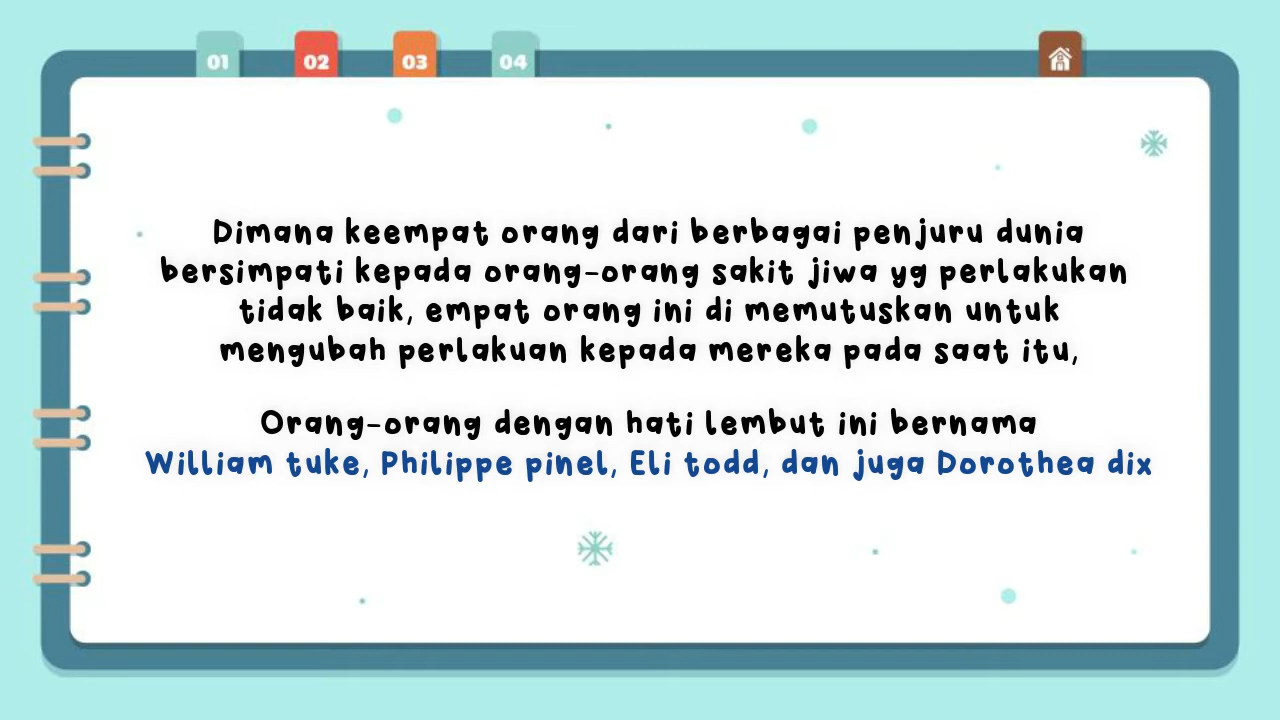 01 02 03 04
Dimana keempat orang dari berbagai penjuru dunia
bersimpati kepada orang-orang sakit jiwa yg perlakukan
tidak baik, empat orang ini di memutuskan untuk
mengubah perlakuan kepada mereka pada saat itu,
Orang-orang dengan hati lembut ini bernama
William tuke, Philippe pinel, Eli todd, dan juga Dorothea dix